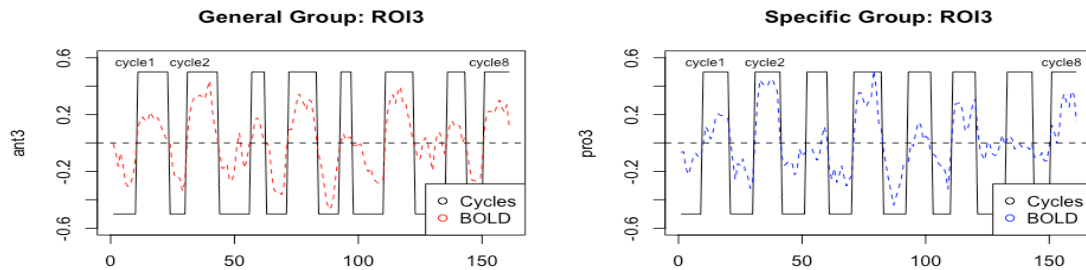 General Group: ROI3
ant3
0.6
0.2
-0.2
-0.6
cycle1 cycle2 cycle8
Cycles
BOLD
0 50 100 150
Specific Group: ROI3
pro3
0.6
0.2
-0.2
-0.6
cycle1 cycle2 cycle8
Cycles
BOLD
0 50 100 150